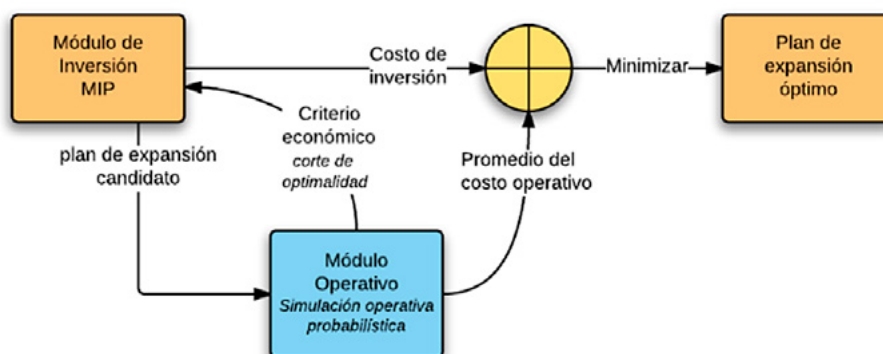 Módulo de
Inversión
MIP
Costo de
inversión
Minimizar
Plan de
expansión
óptimo
Criterio
económico
corte de
optimalidad
plan de expansión
candidato
Promedio del
costo operativo
Módulo
Operativo
Simulación operativa
probabilística